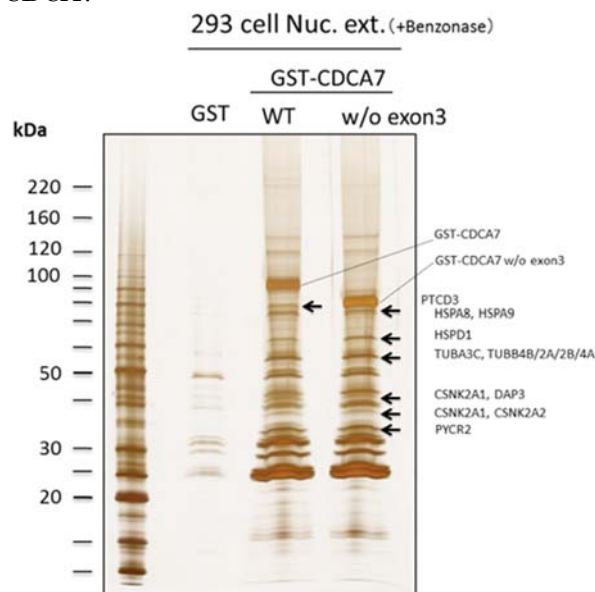 293 cell Nuc. ext.(+Benzonase)
GST-CDCA7
GST WT w/o exon3
kDa
220
160
120
100
50
30
20
GST-CDCA7
GST-CDCA7 w/o exon3
PTCD3
HSPA8, HSPA9
HSPD1
TUBA3C, TUBB4B/2A/2B/4A
CSNK2A1, DAP3
CSNK2A1, CSNK2A2
PYCR2